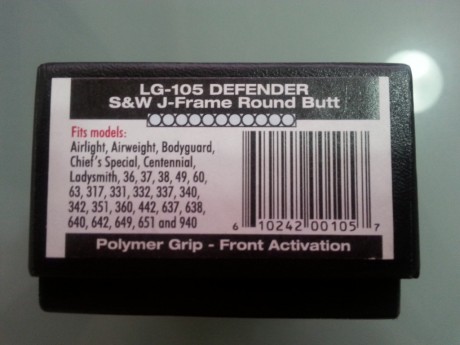 LG-105 DEFENDER
S&W J-Frame Round Butt
Fits models:
Airlight, Airweight, Bodyguard,
Chief's Special, Centennial,
Ladysmith, 36, 37, 38, 49, 60,
63, 317, 331, 332, 337, 340,
342, 351, 360, 442, 637, 638,
640, 642, 649, 651 and 940
6 10242 00105 7
Polymer Grip - Front Activation